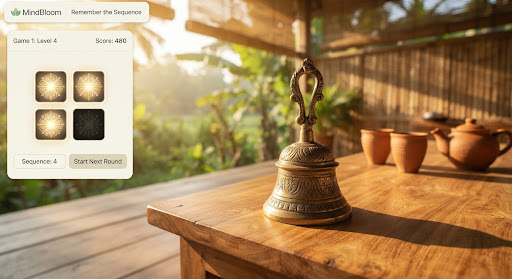 MindBloom
Remember the Sequence
Game 1: Level 4
Score: 480
Sequence: 4
Start Next Round